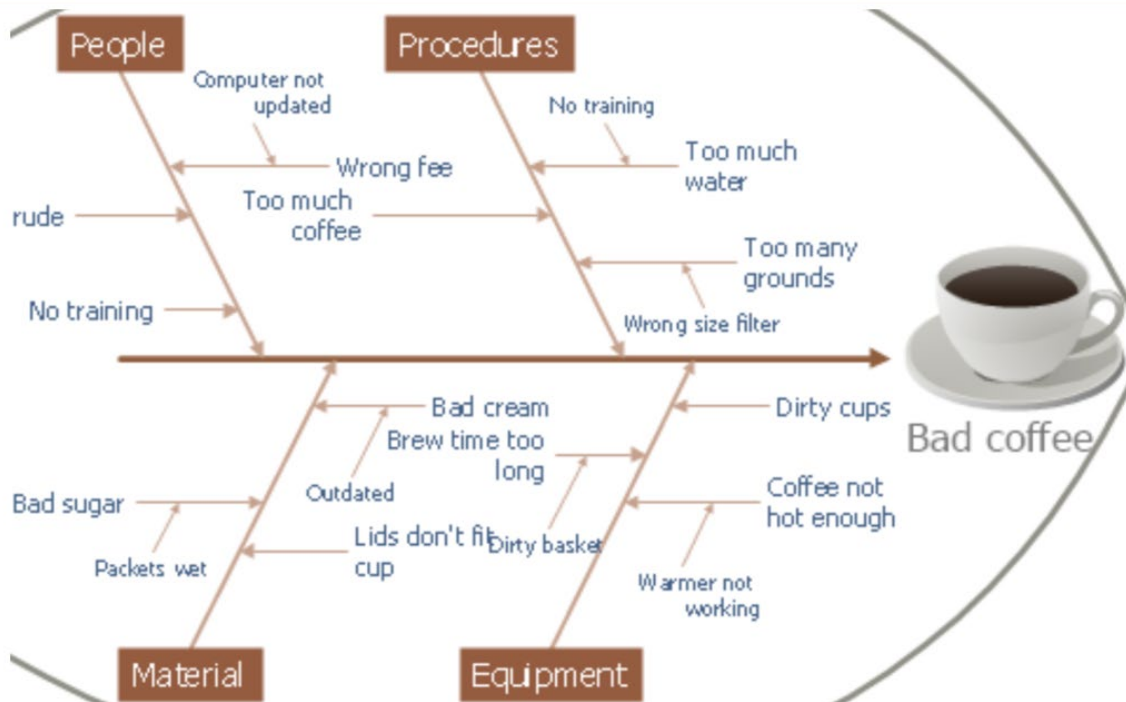 People
Procedures
Computer not
updated
No training
Wrong fee
Too much
water
rude
Too much
coffee
Too many
grounds
No training
Wrong size filter
Bad cream
Dirty cups
Brew time too
long
Bad coffee
Bad sugar
Outdated
Coffee not
hot enough
Packets wet
Lids don't fit
cup
Dirty basket
Warmer not
working
Material
Equipment